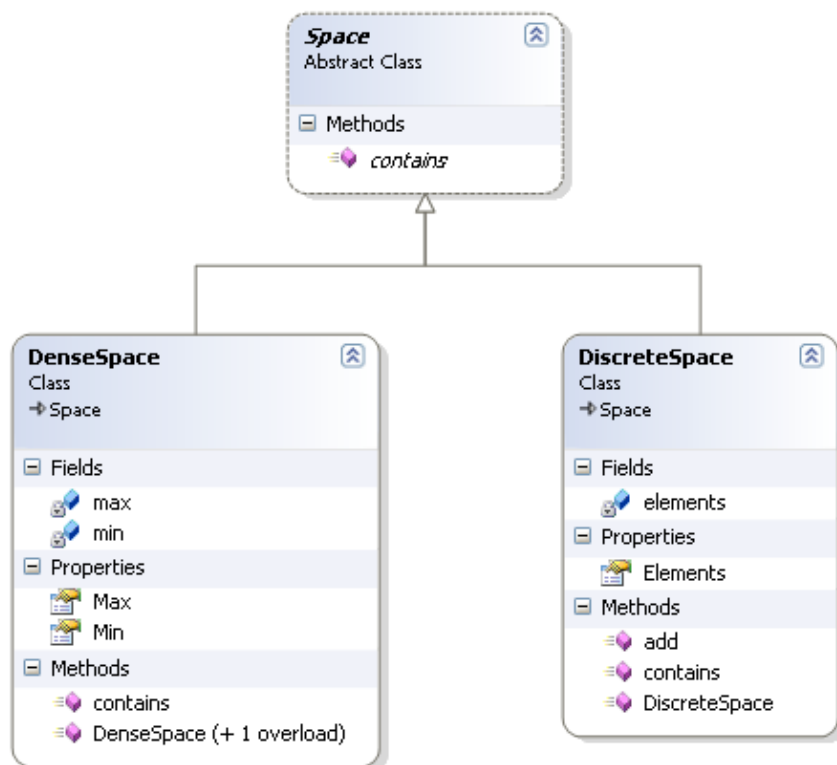 Space
Abstract Class
Methods
contains
DenseSpace
Class
Space
Fields
max
min
Properties
Max
Min
Methods
contains
DenseSpace (+ 1 overload)
DiscreteSpace
Class
Space
Fields
elements
Properties
Elements
Methods
add
contains
DiscreteSpace